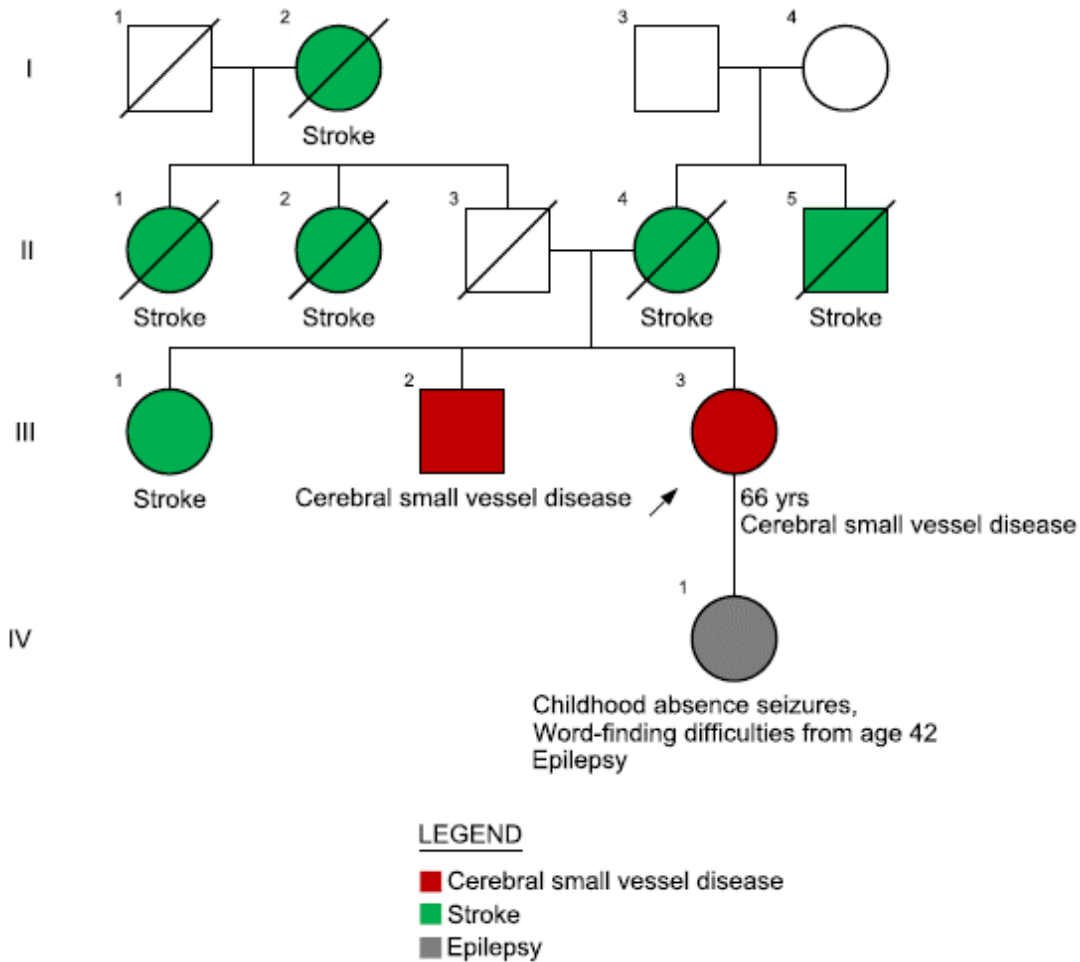 1 2 3 4
I
Stroke
1 2 3 4 5
II
Stroke Stroke Stroke Stroke
1 2 3
III
Stroke
Cerebral small vessel disease
66 yrs
Cerebral small vessel disease
1
IV
Childhood absence seizures,
Word-finding difficulties from age 42
Epilepsy
LEGEND
Cerebral small vessel disease
Stroke
Epilepsy